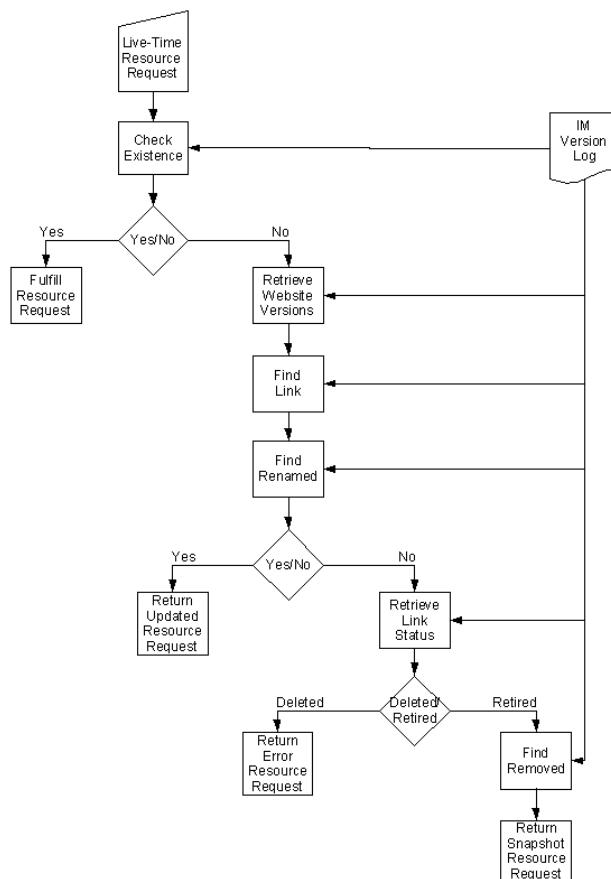 Live-Time
Resource
Request
IM
Version
Log
Check
Existence
Yes
Yes/No
No
Fulfill
Resource
Request
Retrieve
Website
Versions
Find
Link
Find
Renamed
Yes
Yes/No
No
Return
Updated
Resource
Request
Retrieve
Link
Status
Deleted
Deleted/
Retired
Retired
Return
Error
Resource
Request
Find
Removed
Return
Snapshot
Resource
Request